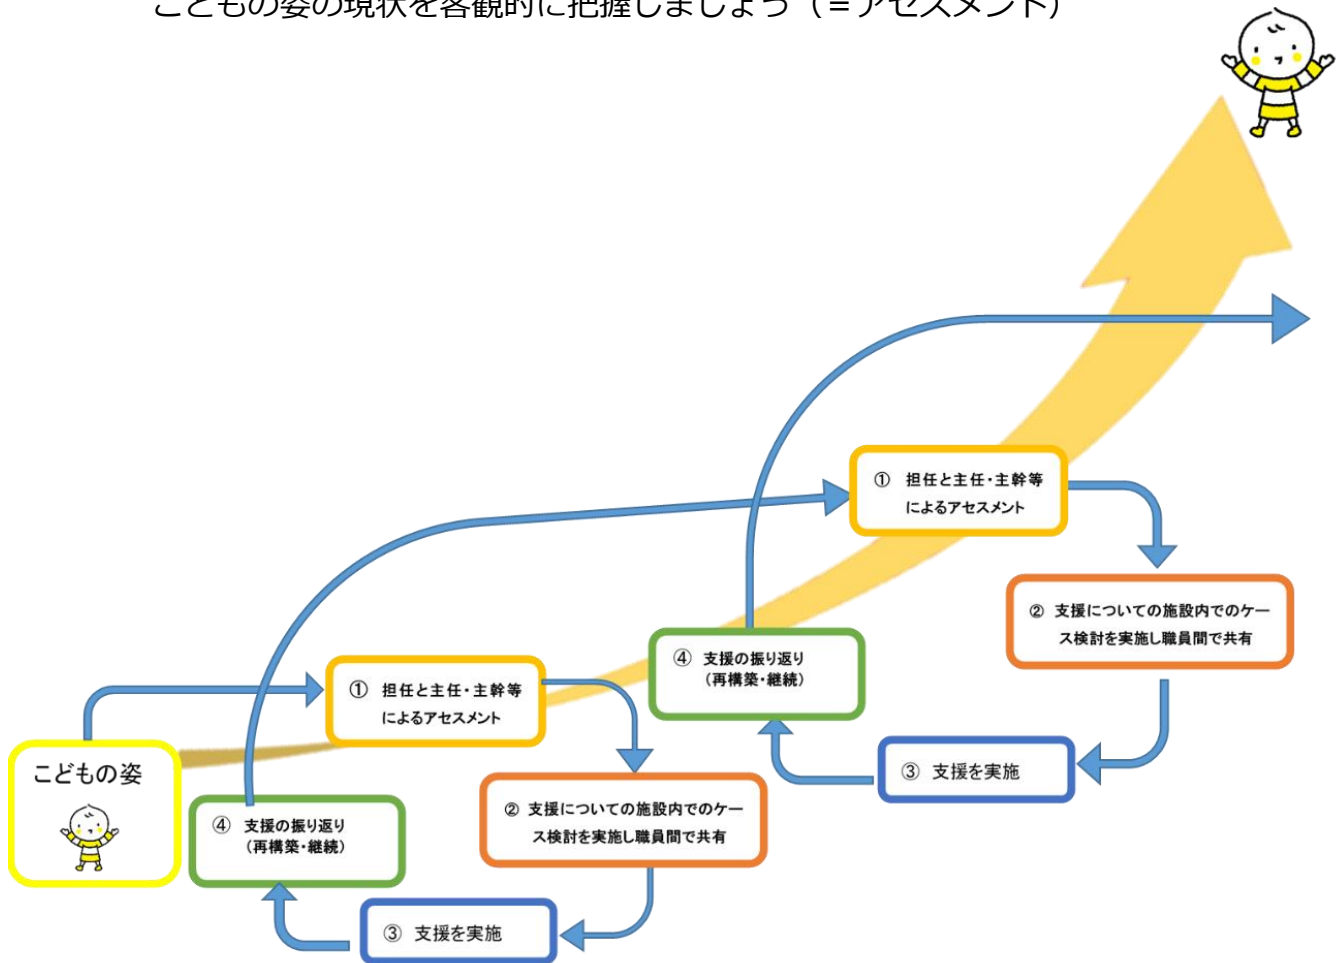 こどもの姿の現状を客観的に把握しましょう（＝アセスメント）
① 担任と主任・主幹等
によるアセスメント
② 支援についての施設内でのケー
ス検討を実施し職員間で共有
④ 支援の振り返り
（再構築・継続）
③ 支援を実施
こどもの姿
① 担任と主任・主幹等
によるアセスメント
② 支援についての施設内でのケー
ス検討を実施し職員間で共有
④ 支援の振り返り
（再構築・継続）
③ 支援を実施